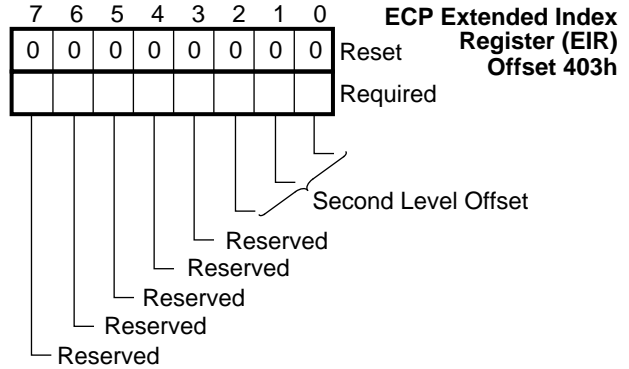 7 6 5 4 3 2 1 0
ECP Extended Index
Register (EIR)
Offset 403h
0 0 0 0 0 0 0 0 Reset
Required
Second Level Offset
Reserved
Reserved
Reserved
Reserved
Reserved